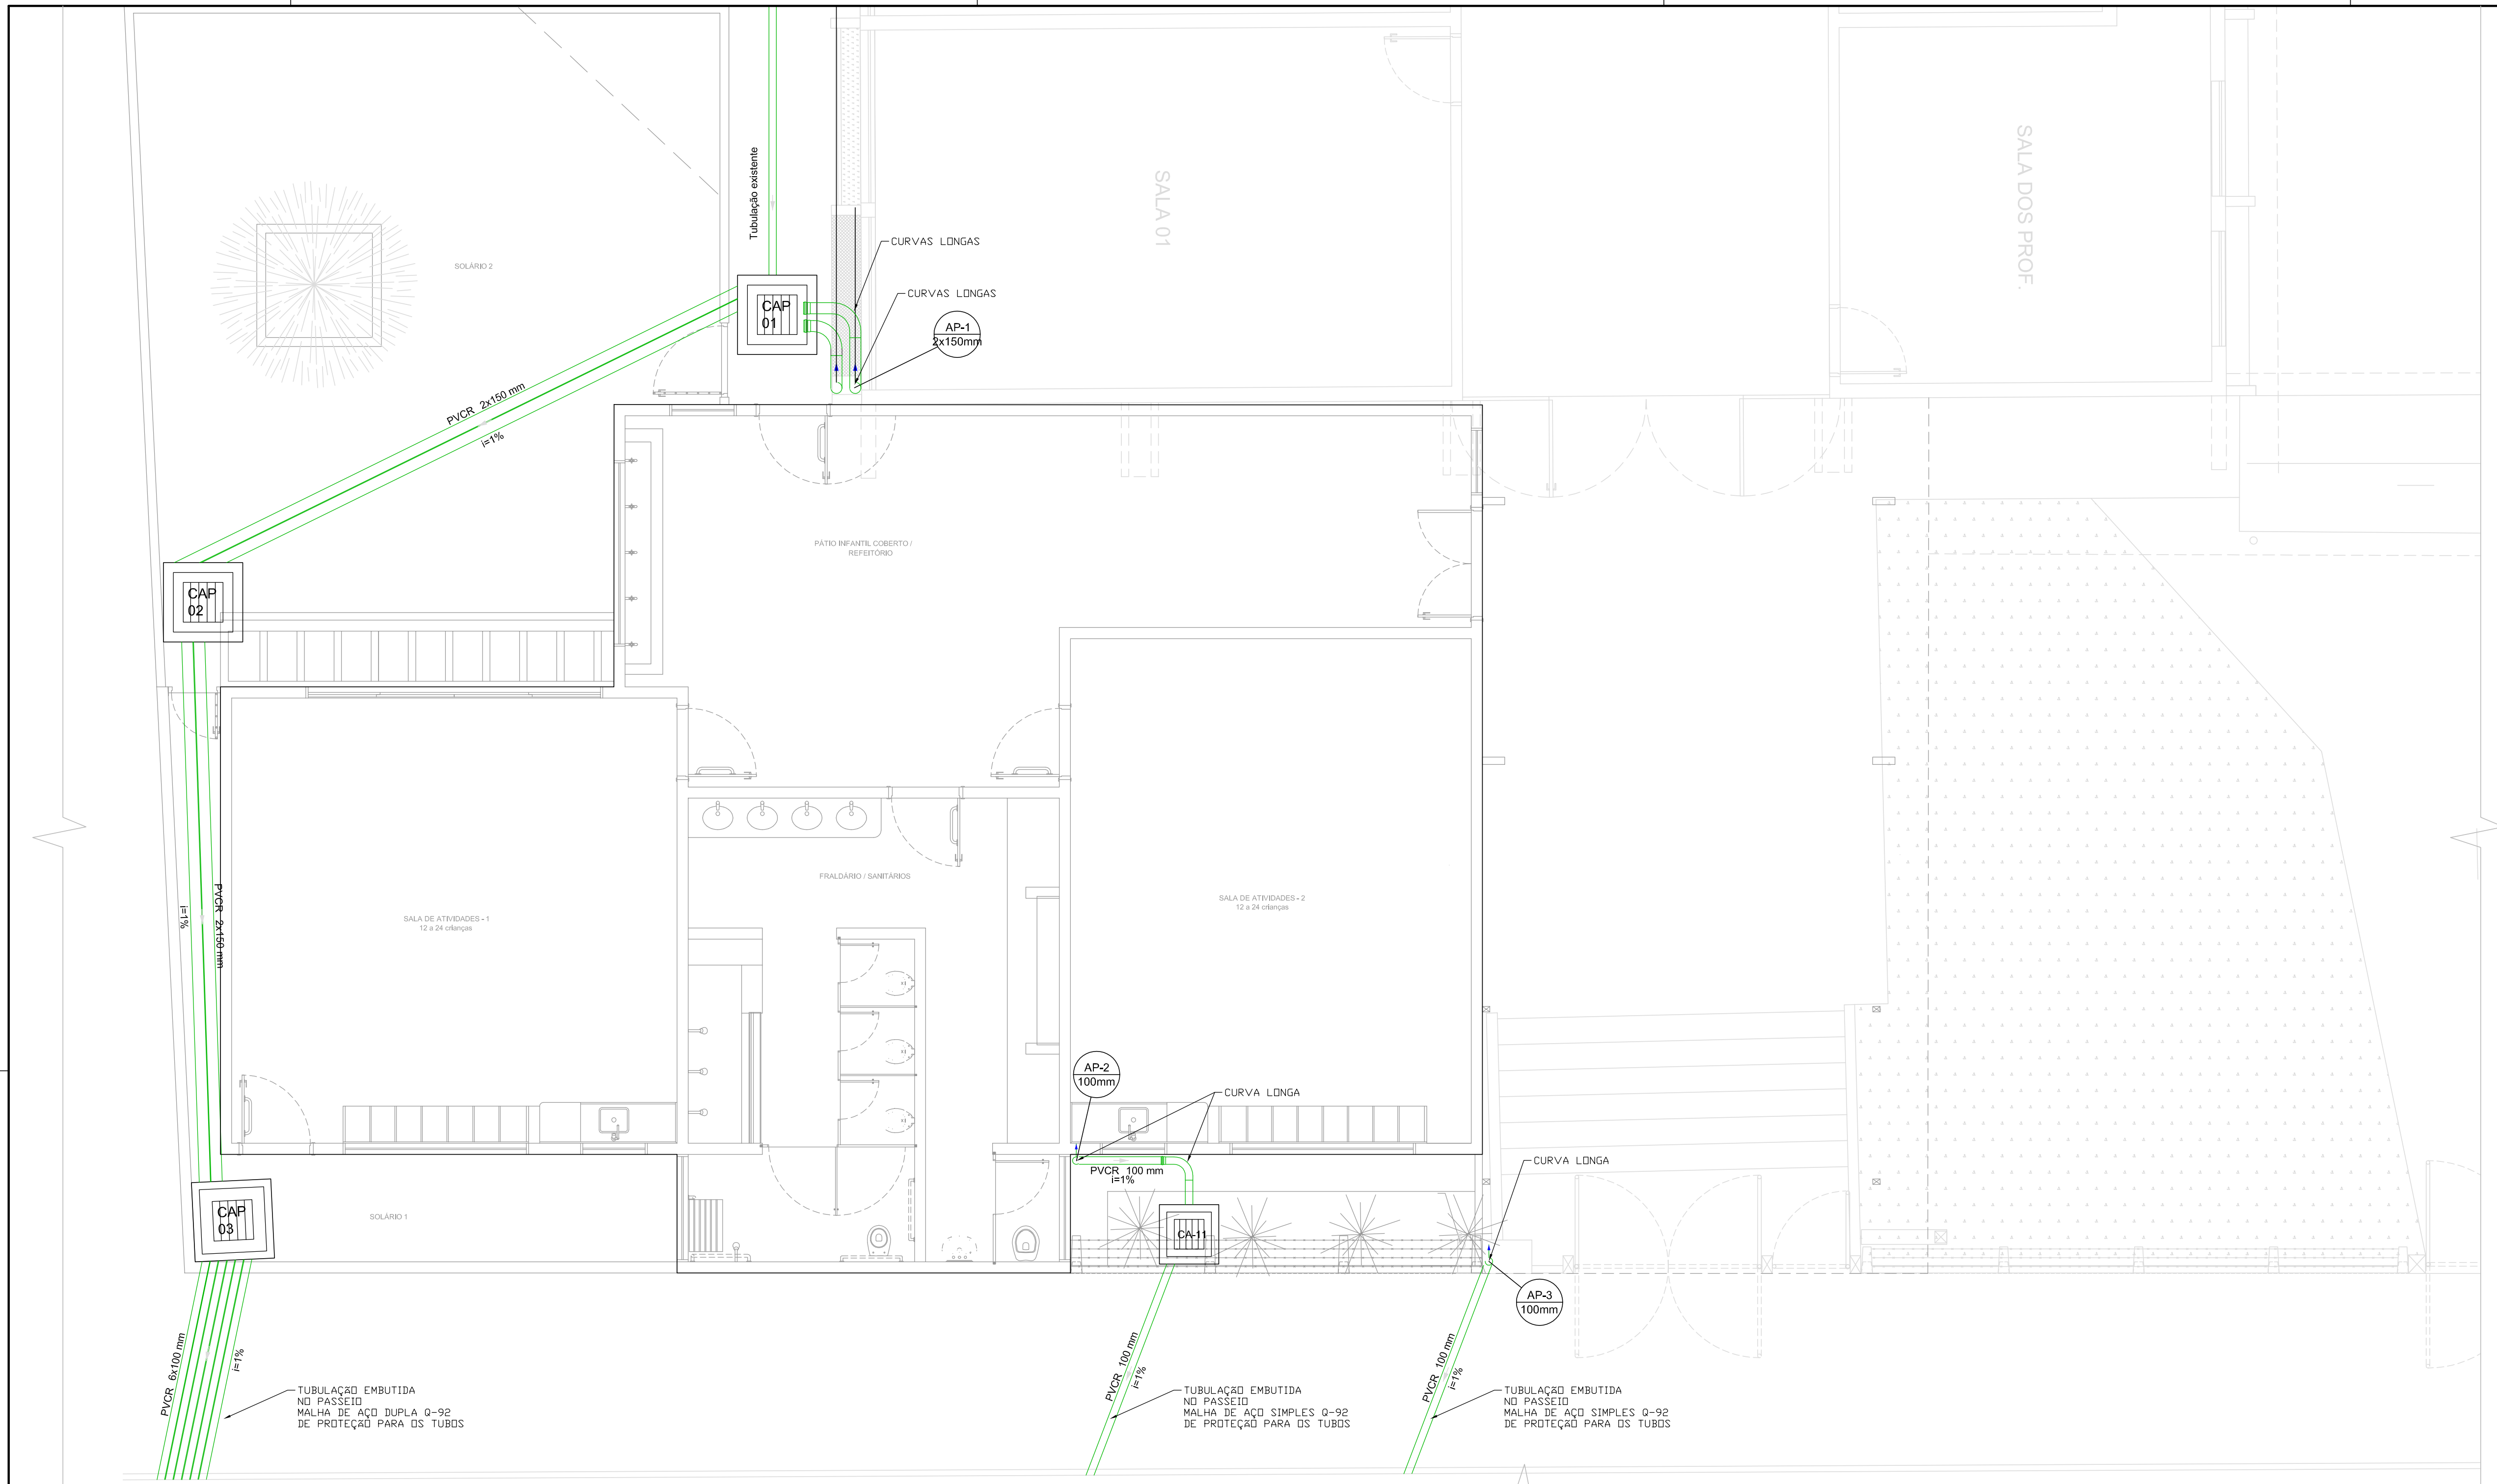 Tubulação existente
SALA 01
SALA DOS PROF.
CURVAS LONGAS
SOLÁRIO 2
CURVAS LONGAS
CAP
01
AP-1
2x150mm
PVCR 2x150 mm
i=1%
PÁTIO INFANTIL COBERTO /
REFEITÓRIO
CAP
02
PVCR 2x150 mm
i=1%
FRALDÁRIO / SANITÁRIOS
SALA DE ATIVIDADES - 1
12 a 24 crianças
SALA DE ATIVIDADES - 2
12 a 24 crianças
AP-2
100mm
CURVA LONGA
CURVA LONGA
PVCR 100 mm
i=1%
CAP
03
SOLÁRIO 1
CA-11
AP-3
100mm
PVCR 6x100 mm
i=1%
PVCR 100 mm
i=1%
PVCR 100 mm
i=1%
TUBULAÇÃO EMBUTIDA
NO PASSEIO
MALHA DE AÇO DUPLA Q-92
DE PROTEÇÃO PARA OS TUBOS
TUBULAÇÃO EMBUTIDA
NO PASSEIO
MALHA DE AÇO SIMPLES Q-92
DE PROTEÇÃO PARA OS TUBOS
TUBULAÇÃO EMBUTIDA
NO PASSEIO
MALHA DE AÇO SIMPLES Q-92
DE PROTEÇÃO PARA OS TUBOS